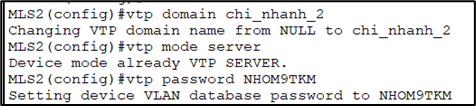 MLS2(config)#vtp domain chi_nhanh_2
Changing VTP domain name from NULL to chi_nhanh_2
MLS2(config)#vtp mode server
Device mode already VTP SERVER.
MLS2(config)#vtp password NHOM9TKM
Setting device VLAN database password to NHOM9TKM